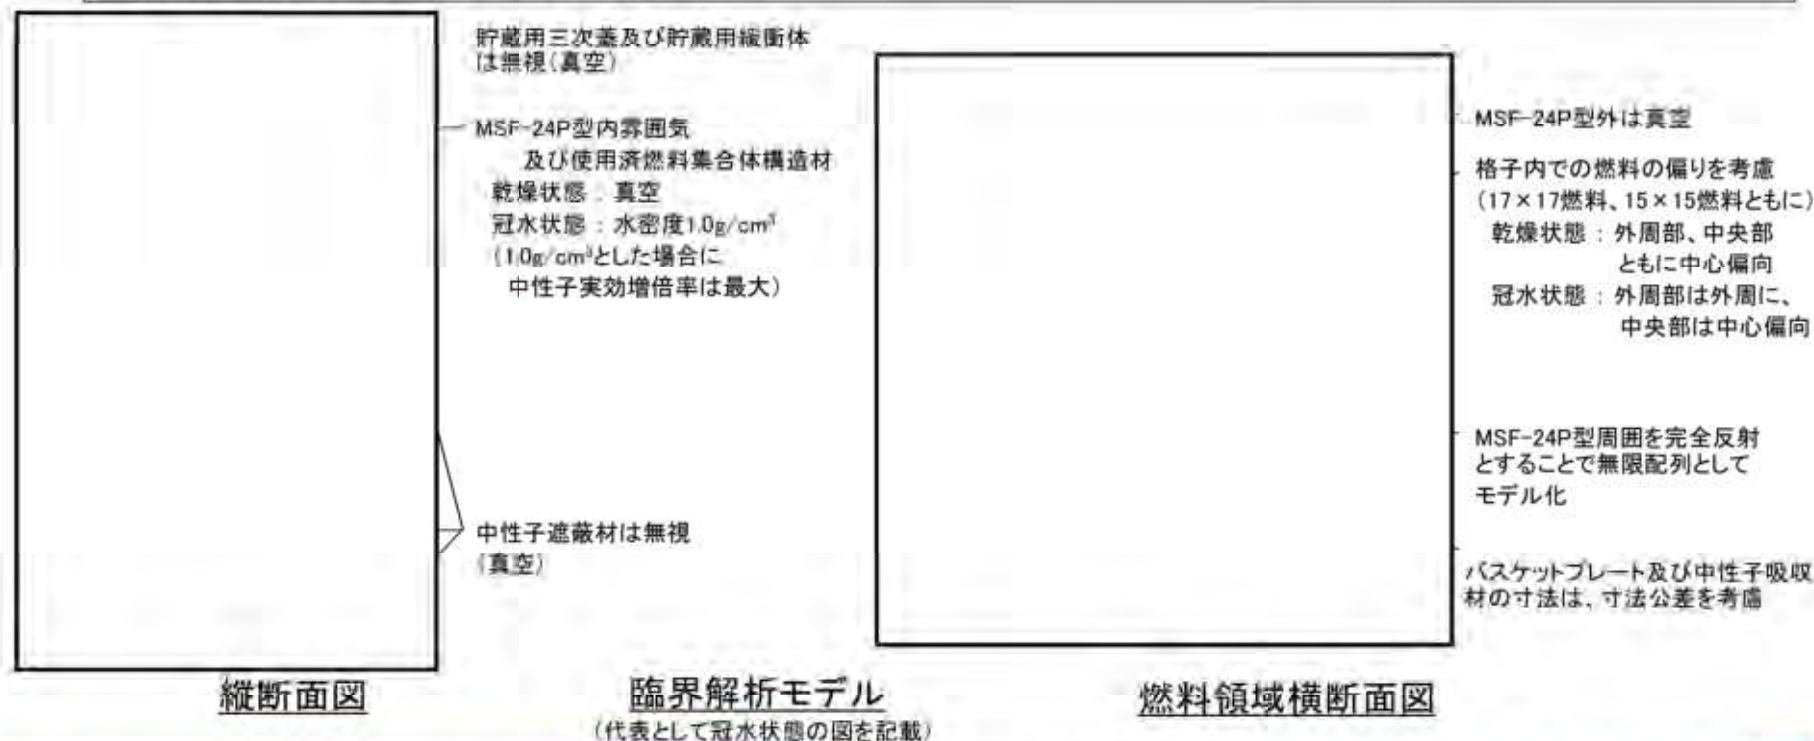 貯蔵用三次蓋及び貯蔵用緩衝体
は無視(真空)
MSF-24P型内雰囲気
及び使用済燃料集合体構造材
乾燥状態：真空
冠水状態：水密度1.0g/cm³
(1.0g/cm³とした場合に
中性子実効増倍率は最大)
中性子遮蔽材は無視
(真空)
縦断面図
臨界解析モデル
(代表として冠水状態の図を記載)
MSF-24P型外は真空
格子内での燃料の偏りを考慮
(17×17燃料、15×15燃料ともに)
乾燥状態：外周部、中央部
ともに中心偏向
冠水状態：外周部は外周に、
中央部は中心偏向
MSF-24P型周囲を完全反射
とすることで無限配列として
モデル化
バスケットプレート及び中性子吸収
材の寸法は、寸法公差を考慮
燃料領域横断面図